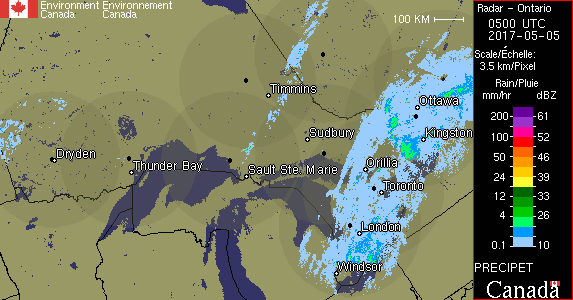 Environment Environnement
Canada Canada
100 KM
Radar - Ontario
0500 UTC
2017-05-05
Scale/Échelle:
3.5 km/Pixel
Rain/Pluie
mm/hr dBZ
200 61
100 52
50 46
24 39
12 33
4 26
0.1 10
PRECIPET
Canada
Timmins
Ottawa
Sudbury
Kingston
Dryden
Thunder Bay
Sault Ste. Marie
Orillia
Toronto
London
Windsor